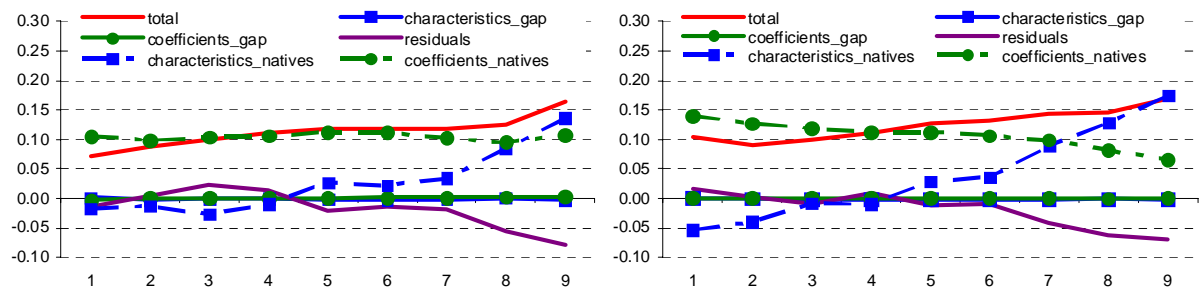 0.30
total
characteristics_gap
0.25
coefficients_gap
residuals
0.20
characteristics_natives
coefficients_natives
0.15
0.10
0.05
0.00
-0.05
-0.10
1 2 3 4 5 6 7 8 9
0.30
total
characteristics_gap
0.25
coefficients_gap
residuals
0.20
characteristics_natives
coefficients_natives
0.15
0.10
0.05
0.00
-0.05
-0.10
1 2 3 4 5 6 7 8 9